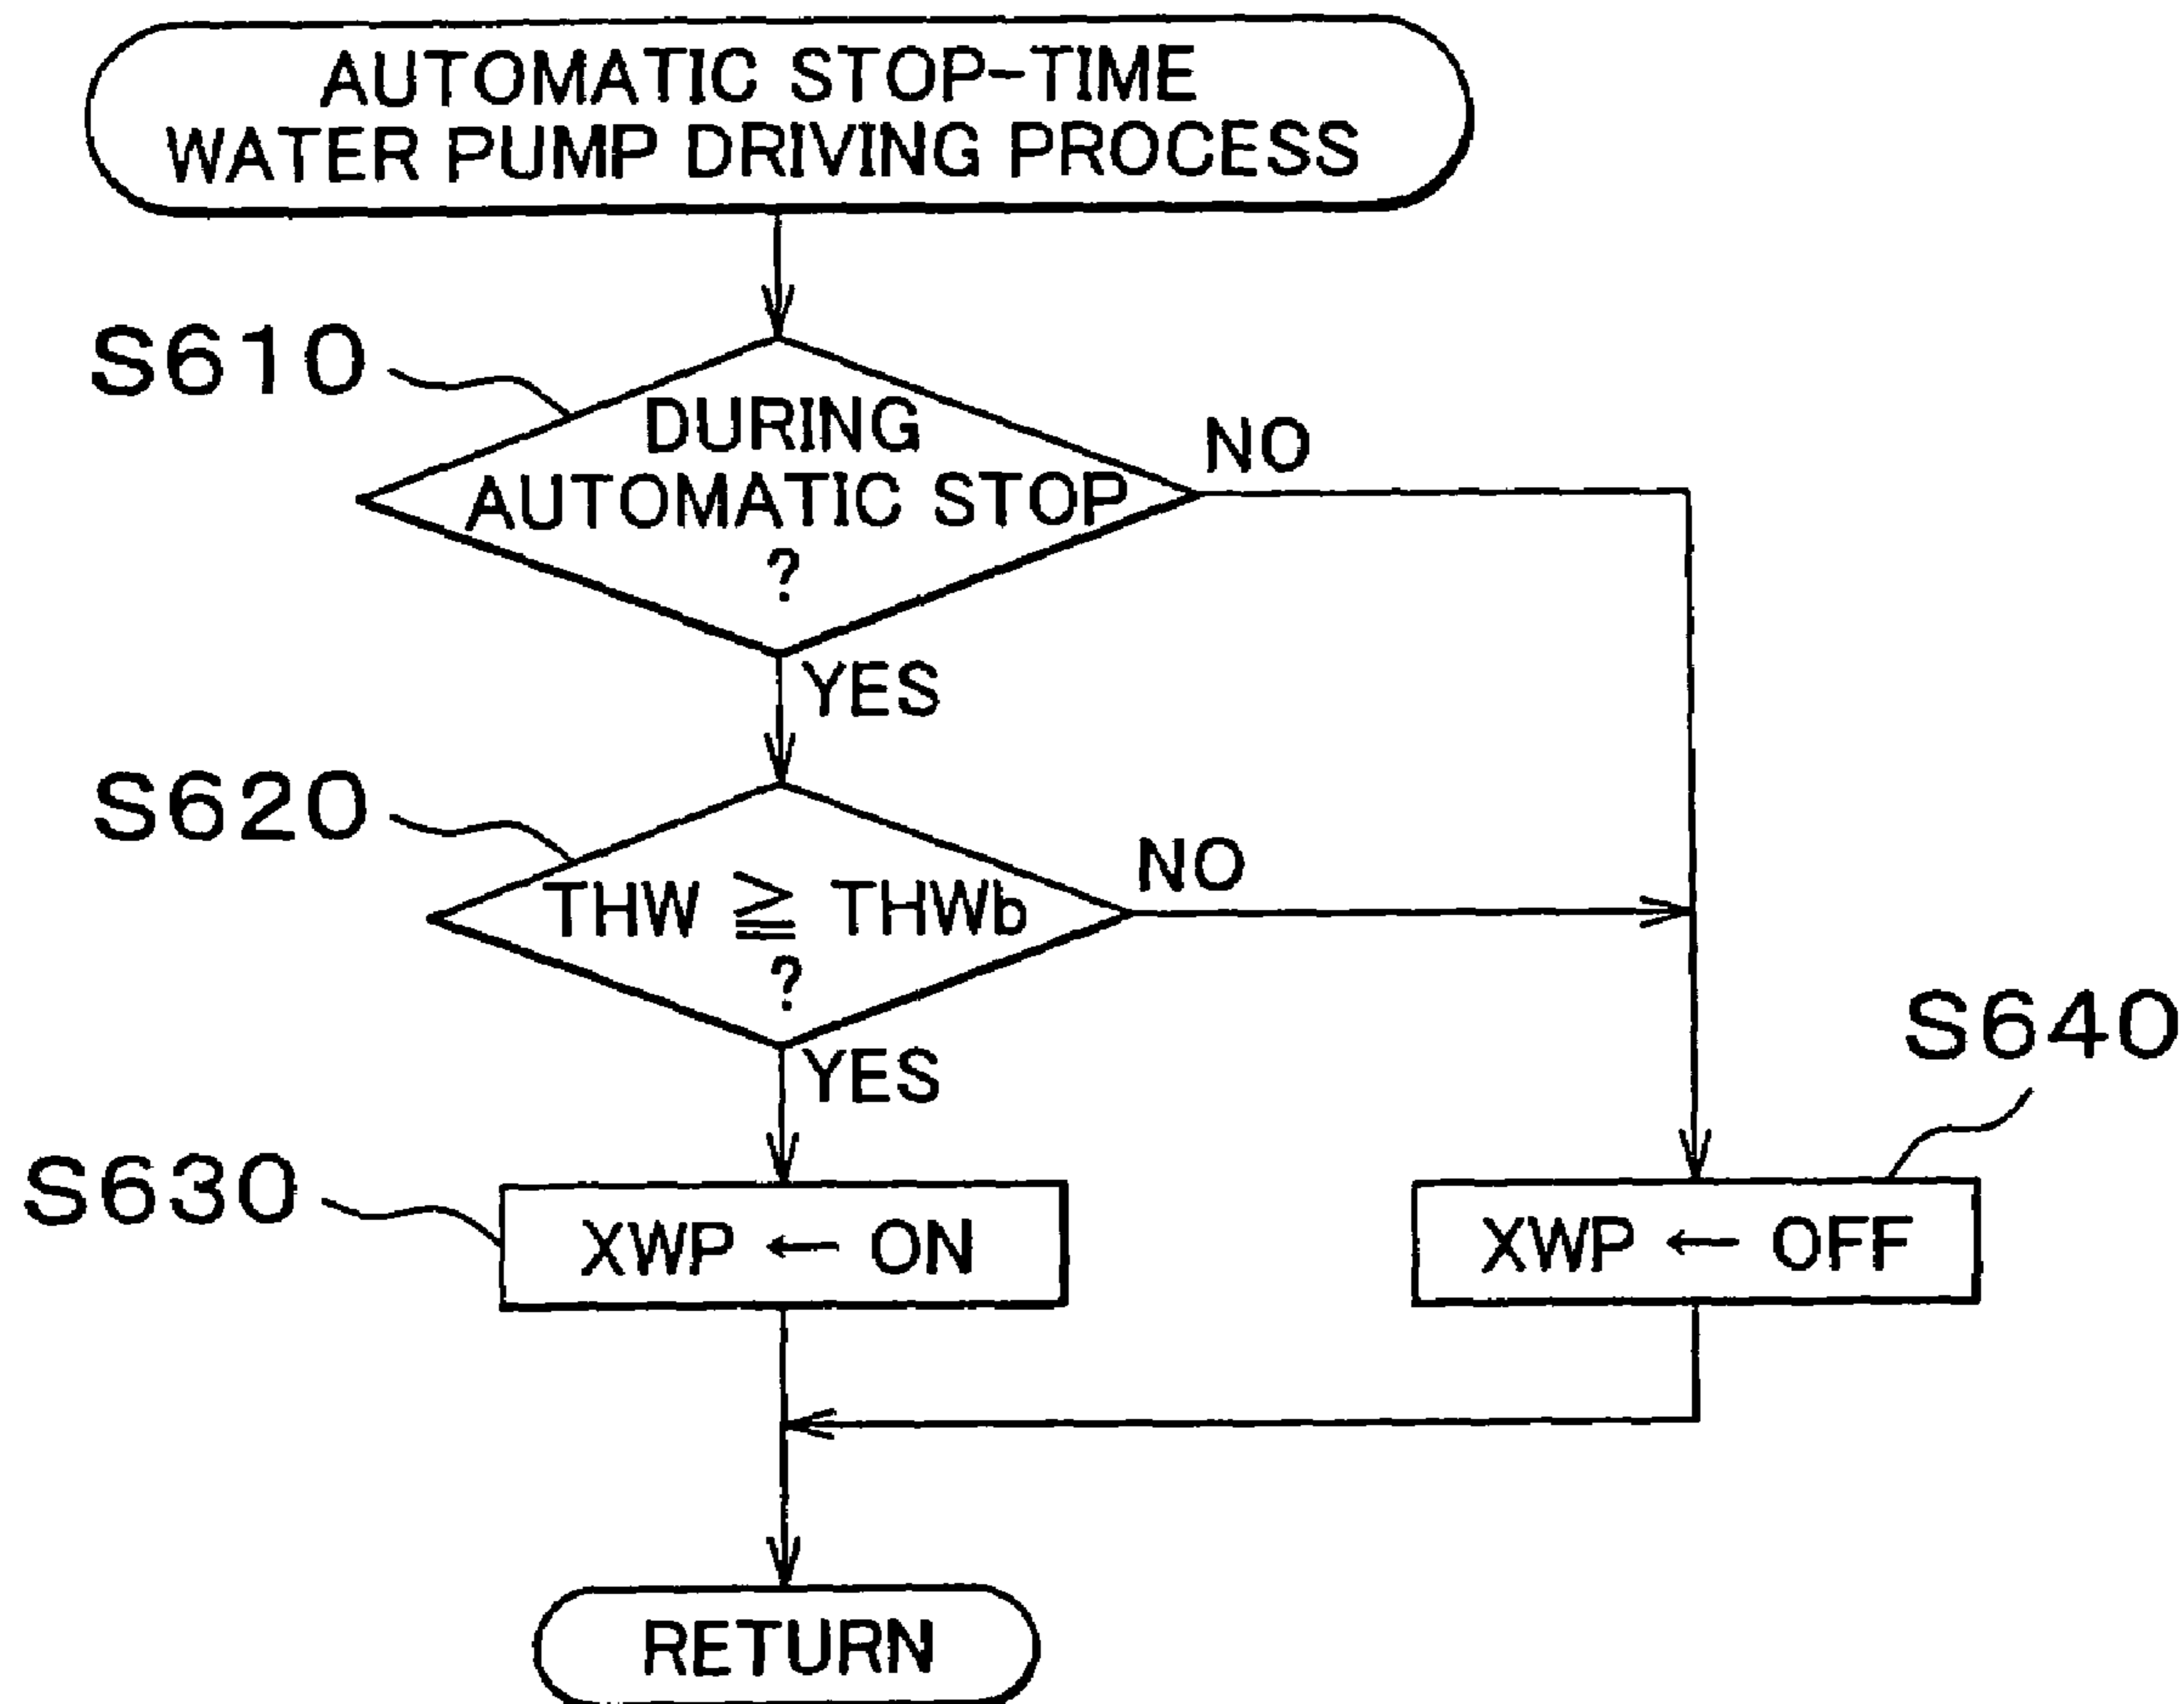 AUTOMATIC STOP-TIME
WATER PUMP DRIVING PROCESS
S610
DURING
AUTOMATIC STOP
?
NO
YES
S620
THW ≧ THWb
?
NO
YES
S630
XWP ← ON
S640
XWP ← OFF
RETURN